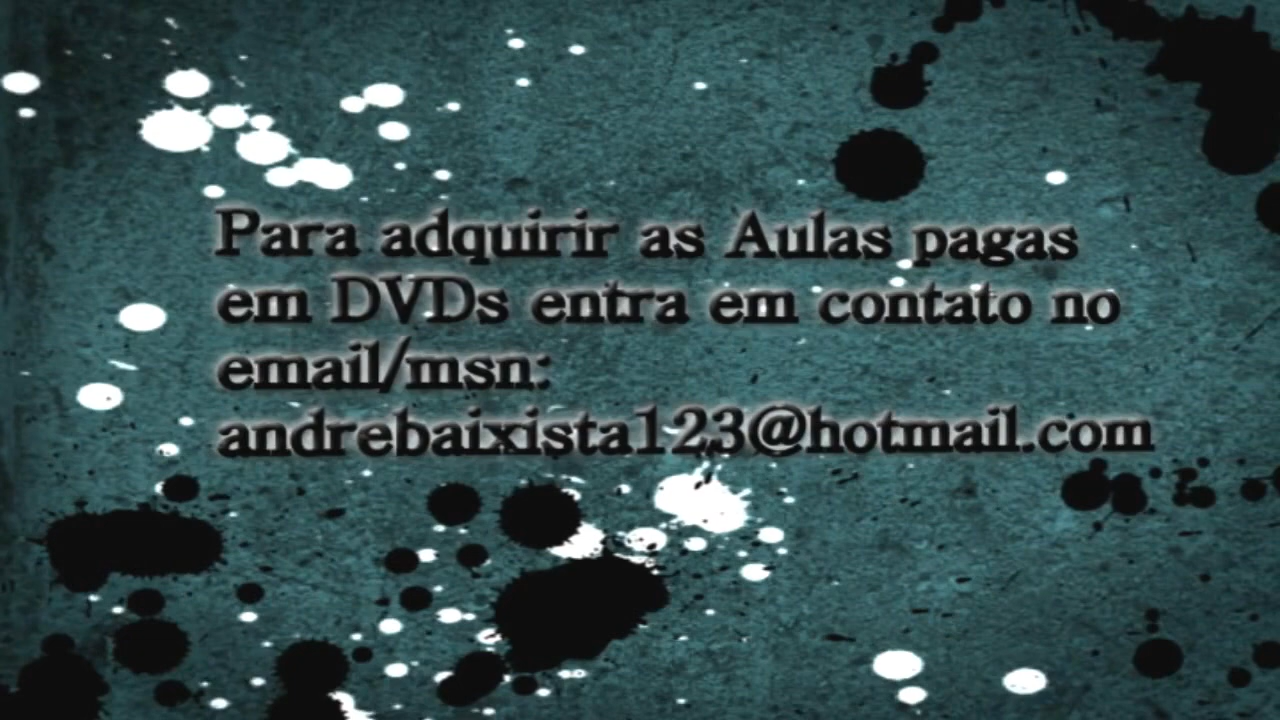 Para adquirir as Aulas pagas
em DVDs entra em contato no
email/msn:
andrebaixista123@hotmail.com